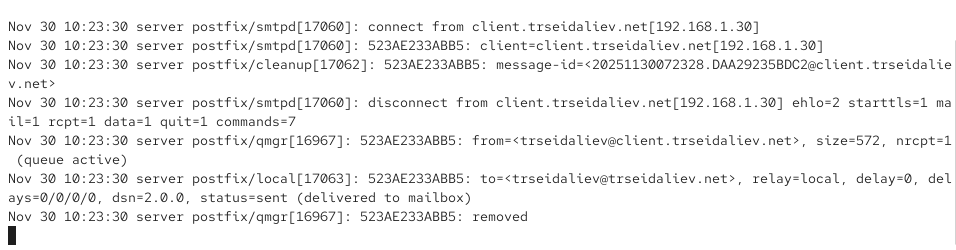 Nov 30 10:23:30 server postfix/smtpd[17060]: connect from client.trseidaliev.net[192.168.1.30]
Nov 30 10:23:30 server postfix/smtpd[17060]: 523AE233ABB5: client=client.trseidaliev.net[192.168.1.30]
Nov 30 10:23:30 server postfix/cleanup[17062]: 523AE233ABB5: message-id=<20251130072328.DAA29235BDC2@client.trseidalie
v.net>
Nov 30 10:23:30 server postfix/smtpd[17060]: disconnect from client.trseidaliev.net[192.168.1.30] ehlo=2 starttls=1 ma
il=1 rcpt=1 data=1 quit=1 commands=7
Nov 30 10:23:30 server postfix/qmgr[16967]: 523AE233ABB5: from=<trseidaliev@client.trseidaliev.net>, size=572, nrcpt=1
 (queue active)
Nov 30 10:23:30 server postfix/local[17063]: 523AE233ABB5: to=<trseidaliev@trseidaliev.net>, relay=local, delay=0, del
ays=0/0/0/0, dsn=2.0.0, status=sent (delivered to mailbox)
Nov 30 10:23:30 server postfix/qmgr[16967]: 523AE233ABB5: removed